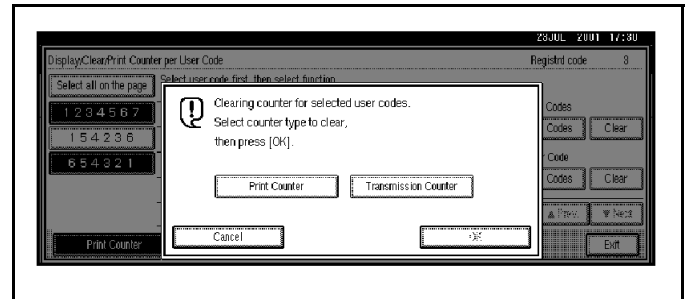 23JUL 2001 17:30
Display/Clear/Print Counter per User Code
Registrd code 3
Select all on the page
Select user code first, then select function
1234567
154236
654321
Print Counter
Clearing counter for selected user codes.
Select counter type to clear,
then press [OK].
Print Counter
Transmission Counter
Cancel
OK
Codes
Codes
Clear
Code
Codes
Clear
▲ Prev.
▼ Next
Exit